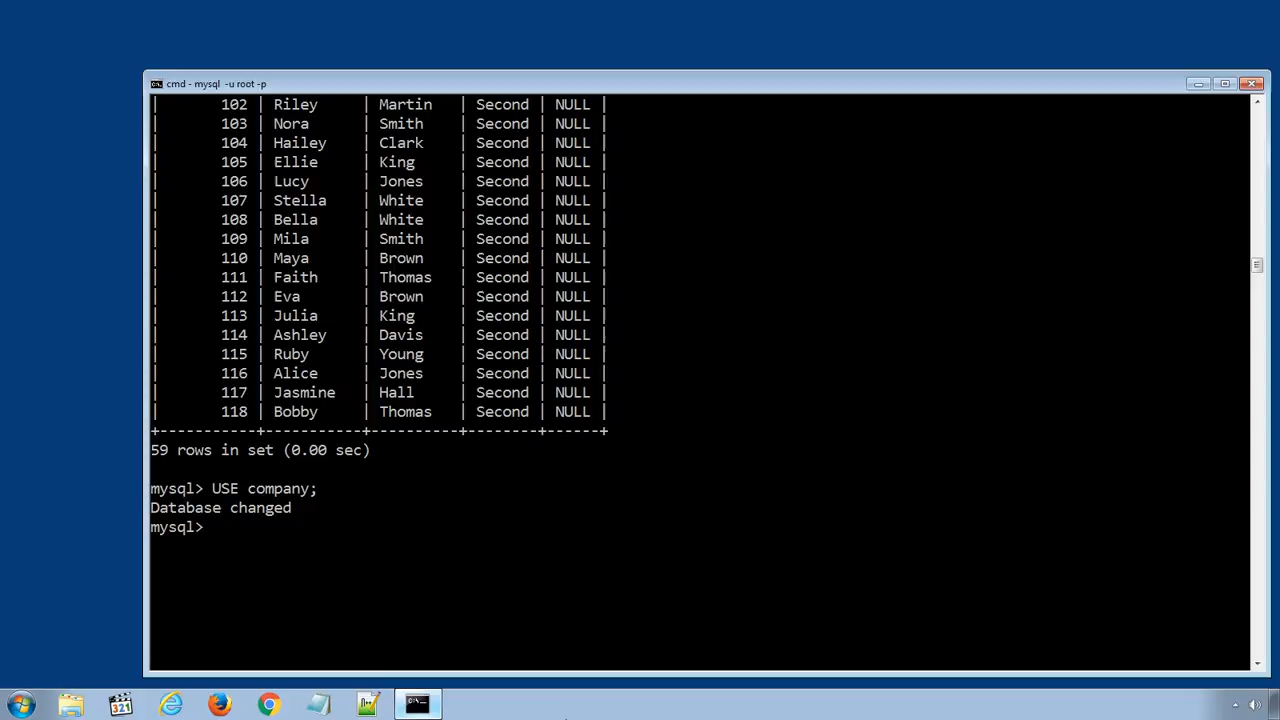 cmd - mysql -u root -p
| 102 | Riley | Martin | Second | NULL |
| 103 | Nora | Smith | Second | NULL |
| 104 | Hailey | Clark | Second | NULL |
| 105 | Ellie | King | Second | NULL |
| 106 | Lucy | Jones | Second | NULL |
| 107 | Stella | White | Second | NULL |
| 108 | Bella | White | Second | NULL |
| 109 | Mila | Smith | Second | NULL |
| 110 | Maya | Brown | Second | NULL |
| 111 | Faith | Thomas | Second | NULL |
| 112 | Eva | Brown | Second | NULL |
| 113 | Julia | King | Second | NULL |
| 114 | Ashley | Davis | Second | NULL |
| 115 | Ruby | Young | Second | NULL |
| 116 | Alice | Jones | Second | NULL |
| 117 | Jasmine | Hall | Second | NULL |
| 118 | Bobby | Thomas | Second | NULL |
+-----------+-----------+----------+--------+------+
59 rows in set (0.00 sec)
mysql> USE company;
Database changed
mysql>
321